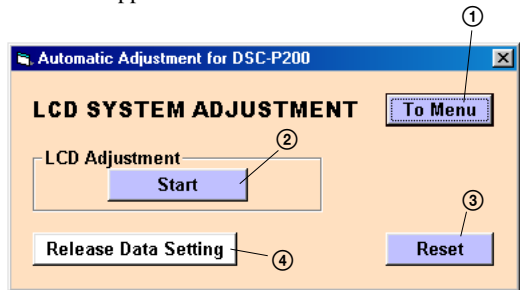 ①
Automatic Adjustment for DSC-P200
LCD SYSTEM ADJUSTMENT
To Menu
②
LCD Adjustment
Start
③
Release Data Setting
④
Reset